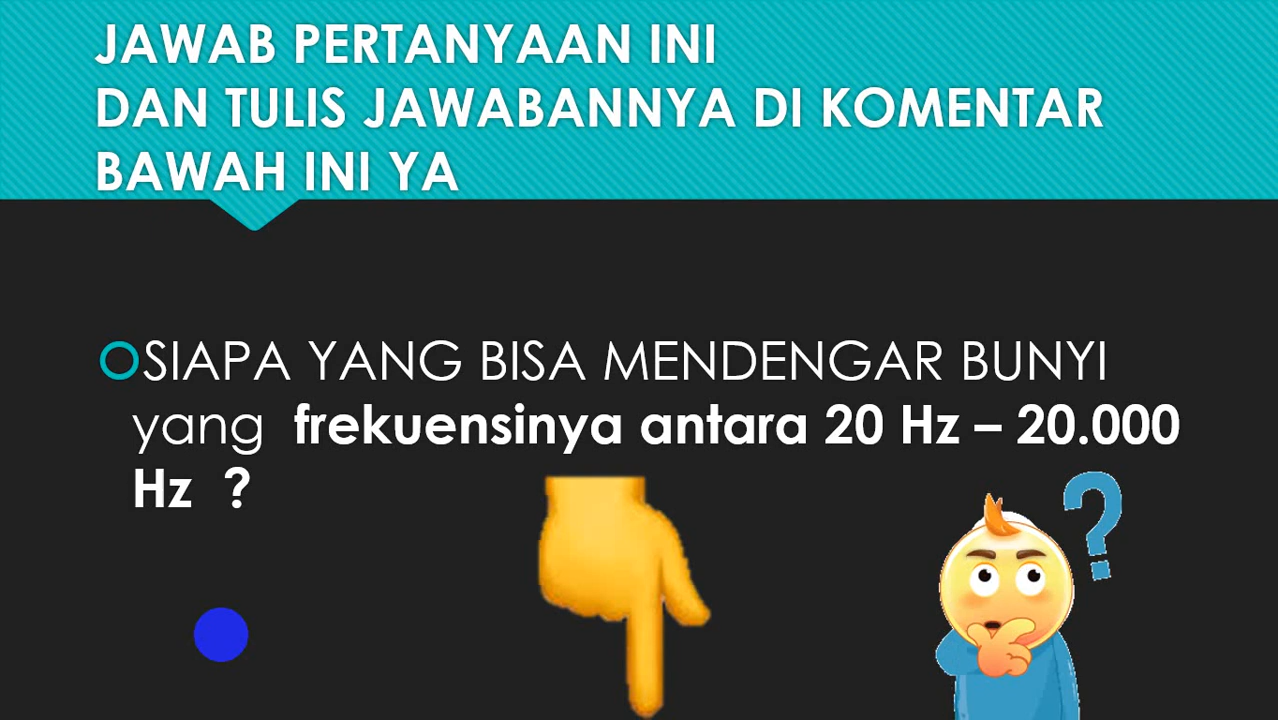 JAWAB PERTANYAAN INI
DAN TULIS JAWABANNYA DI KOMENTAR
BAWAH INI YA
SIAPA YANG BISA MENDENGAR BUNYI
yang frekuensinya antara 20 Hz – 20.000
Hz ?
?